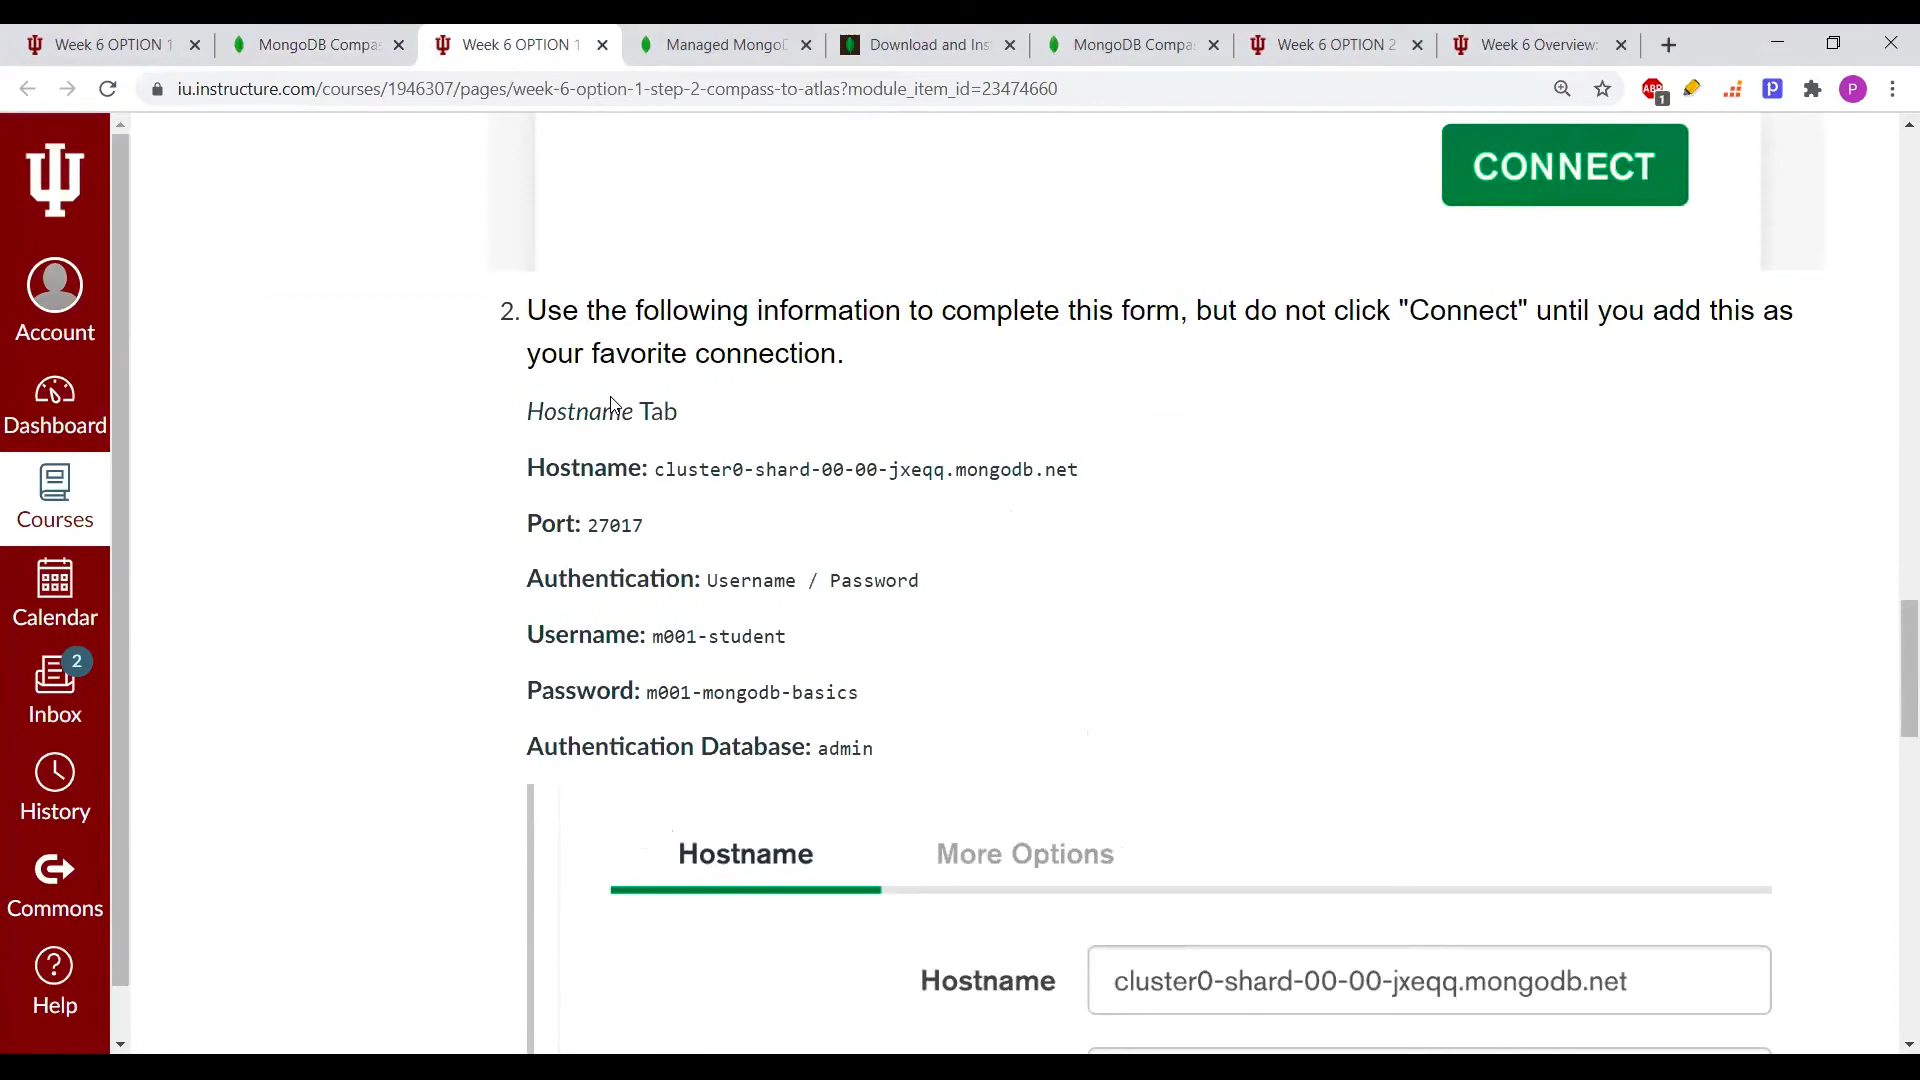 Week 6 OPTION 1
MongoDB Compas
Week 6 OPTION 1
Managed MongoD
Download and Ins
MongoDB Compas
Week 6 OPTION 2
Week 6 Overview:
iu.instructure.com/courses/1946307/pages/week-6-option-1-step-2-compass-to-atlas?module_item_id=23474660
ABP
1
P
Account
Dashboard
Courses
Calendar
2
Inbox
History
Commons
Help
CONNECT
2. Use the following information to complete this form, but do not click "Connect" until you add this as
your favorite connection.
Hostname Tab
Hostname: cluster0-shard-00-00-jxeqq.mongodb.net
Port: 27017
Authentication: Username / Password
Username: m001-student
Password: m001-mongodb-basics
Authentication Database: admin
Hostname More Options
Hostname cluster0-shard-00-00-jxeqq.mongodb.net